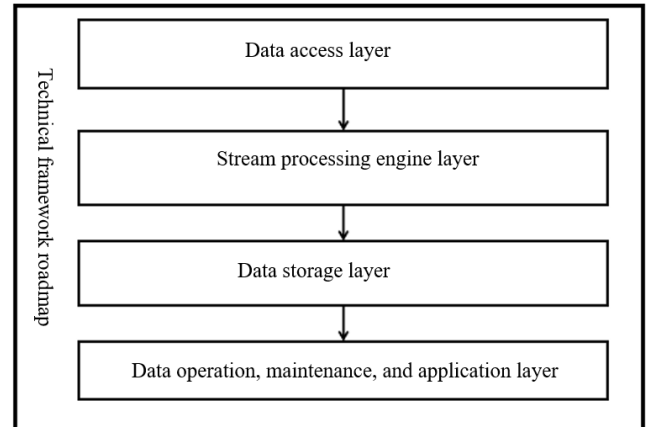 Technical framework roadmap
Data access layer
Stream processing engine layer
Data storage layer
Data operation, maintenance, and application layer